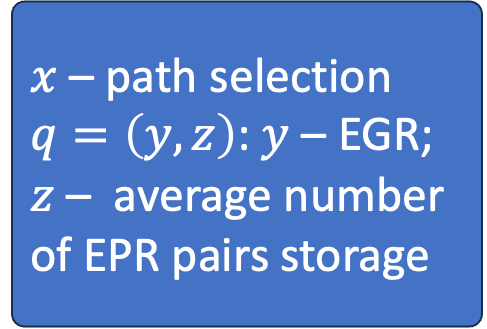 x – path selection
q = (y, z): y – EGR;
z – average number
of EPR pairs storage